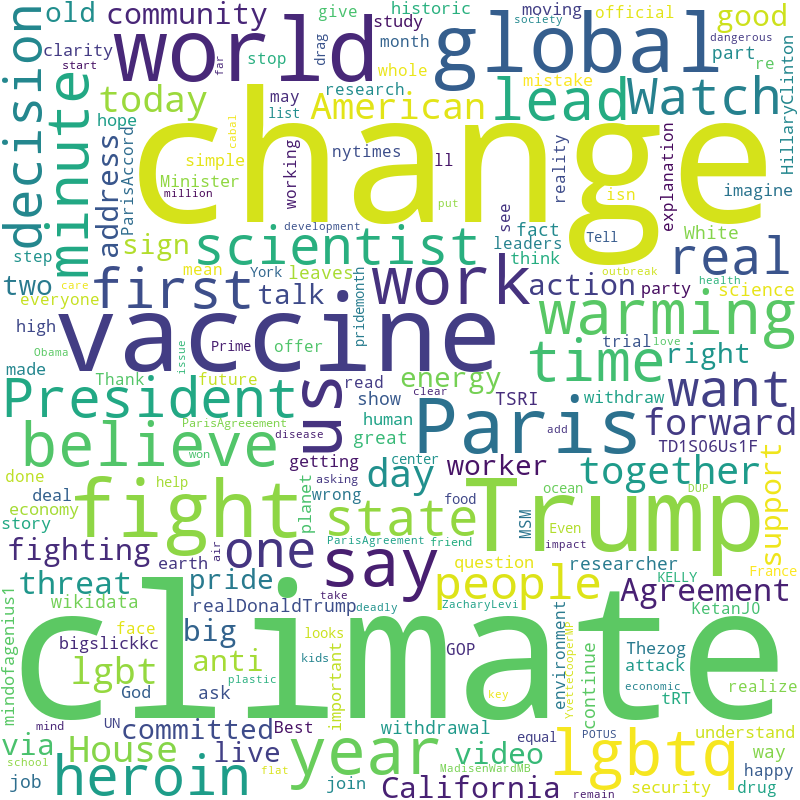 old
community
give
historic
moving
society
official
good
clarity
start
world
far
drag
stop
study
month
global
dangerous
part
re
decision
minute
today
hope
change
cabal
research
may
list
American
whole
mistake
lead
Watch
HillaryClinton
address
ParisAccord
simple
Minister
million
working
nytimes
ll
put
reality
isn
explanation
imagine
step
sign
scientist
development
see
fact
leaders
think
Tell
White
real
two
care
everyone
mean
York
leaves
first
talk
pridemonth
work
action
outbreak
party
health
science
high
vaccine
Prime
offer
warming
made
Obama
issue
time
trial
love
right
President
Thank
future
us
read
show
clear
energy
TSRI
withdraw
want
believe
ParisAgreeement
won
disease
human
great
Paris
add
forward
TD1SO6Us1F
getting
asking
center
day
worker
together
support
done
deal
economy
story
fight
help
planet
wrong
state
food
ocean
MSM
Even
DUP
Trump
fighting
earth
air
one
ParisAgreement
friend
say
impact
question
researcher
KELLY
France
threat
pride
take
people
Agreement
mindofagenius1
wikidata
realDonaldTrump
deadly
ZacharyLevi
environment
YvetteCooperMP
KetanJO
climate
bigslickkc
face
big
looks
kids
important
GOP
Thezog
attack
continue
lgbt
anti
plastic
God
ask
key
economic
tRT
realize
mind
UN
committed
Best
withdrawal
equal
POTUS
understand
via
school
House
live
year
video
lgbtq
way
happy
job
heroin
flat
join
MadisenWardMB
California
remain
security
drug